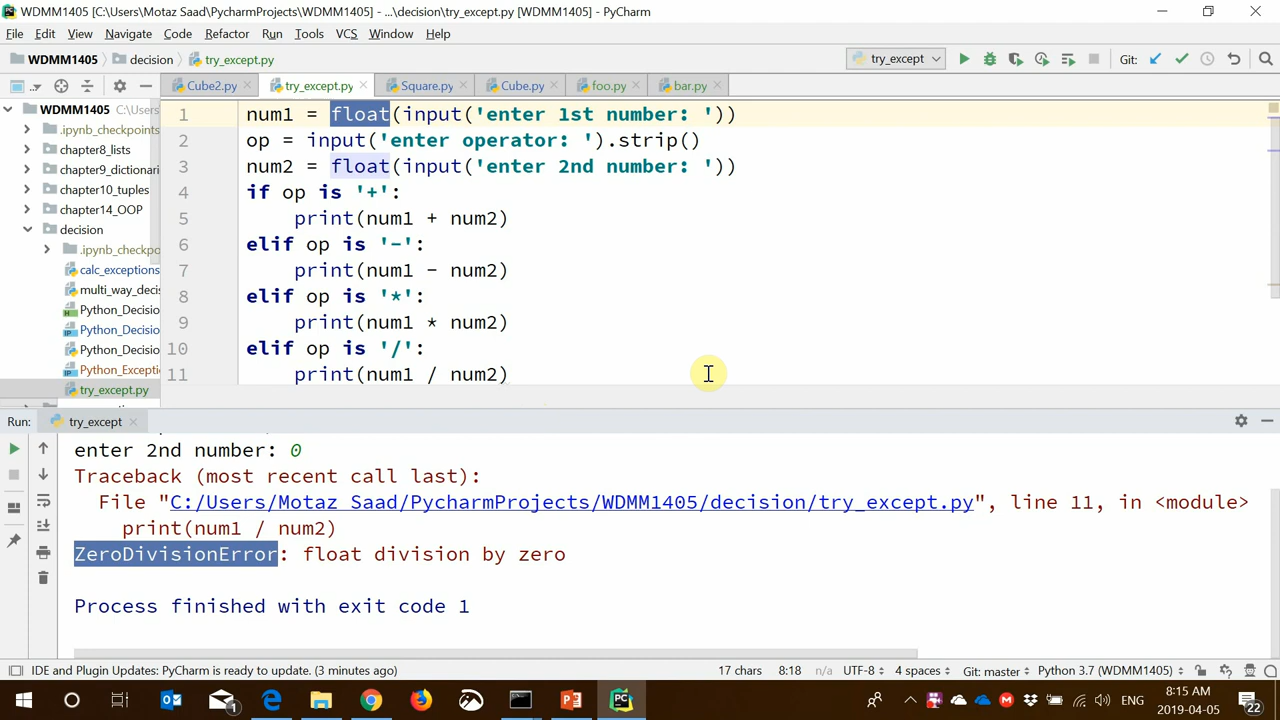 WDMM1405 [C:\Users\Motaz Saad\PycharmProjects\WDMM1405] - ...\decision\try_except.py [WDMM1405] - PyCharm
File Edit View Navigate Code Refactor Run Tools VCS Window Help
WDMM1405 decision try_except.py try_except Git:
Cube2.py try_except.py Square.py Cube.py foo.py bar.py
WDMM1405 C:\Users
.ipynb_checkpoints
chapter8_lists
chapter9_dictionari
chapter10_tuples
chapter14_OOP
decision
.ipynb_checkpo
calc_exceptions
multi_way_deci
Python_Decisio
Python_Decisio
Python_Decisio
Python_Exceptio
try_except.py
1 num1 = float(input('enter 1st number: '))
2 op = input('enter operator: ').strip()
3 num2 = float(input('enter 2nd number: '))
4 if op is '+':
5 print(num1 + num2)
6 elif op is '-':
7 print(num1 - num2)
8 elif op is '*':
9 print(num1 * num2)
10 elif op is '/':
11 print(num1 / num2)
Run: try_except
enter 2nd number: 0
Traceback (most recent call last):
File "C:/Users/Motaz Saad/PycharmProjects/WDMM1405/decision/try_except.py", line 11, in <module>
print(num1 / num2)
ZeroDivisionError: float division by zero
Process finished with exit code 1
IDE and Plugin Updates: PyCharm is ready to update. (3 minutes ago) 17 chars 8:18 n/a UTF-8 4 spaces Git: master Python 3.7 (WDMM1405)
ENG 8:15 AM
2019-04-05 22